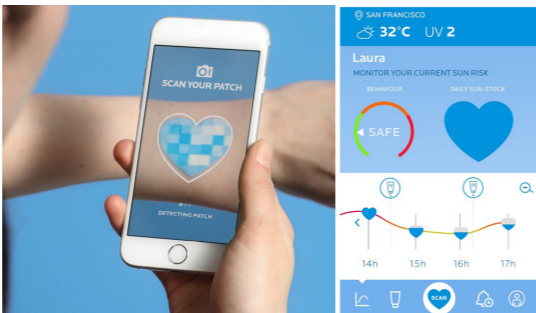 SCAN YOUR PATCH
DETECTING PATCH
SAN FRANCISCO
32°C UV 2
Laura
MONITOR YOUR CURRENT SUN RISK
BEHAVIOUR
DAILY SUN-STOCK
SAFE
14h 15h 16h 17h
SCAN